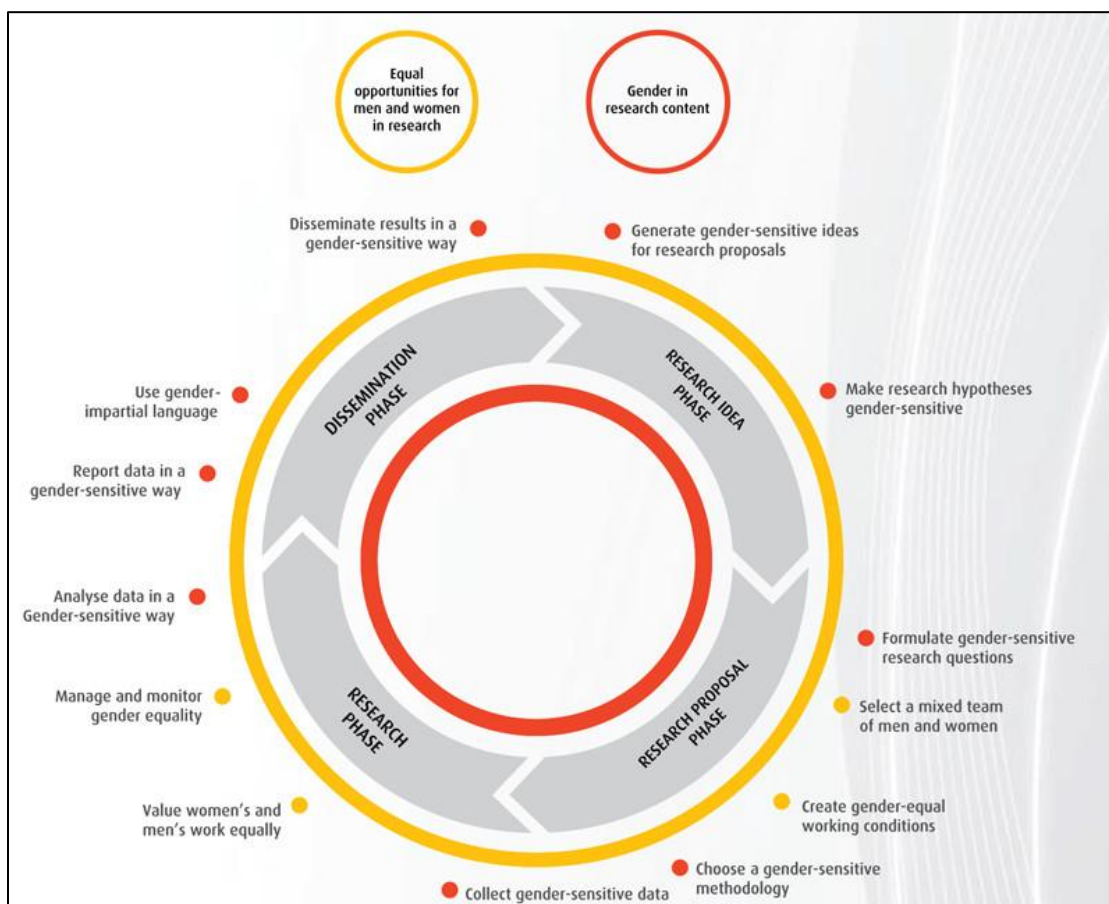 Equal
opportunities for
men and women
in research
Gender in
research content
Disseminate results in a
gender-sensitive way
Generate gender-sensitive ideas
for research proposals
DISSEMINATION
PHASE
RESEARCH IDEA
PHASE
Use gender-
impartial language
Make research hypotheses
gender-sensitive
Report data in a
gender-sensitive way
Analyse data in a
Gender-sensitive way
Formulate gender-sensitive
research questions
Manage and monitor
gender equality
Select a mixed team
of men and women
RESEARCH
PHASE
RESEARCH PROPOSAL
PHASE
Value women's and
men's work equally
Create gender-equal
working conditions
Collect gender-sensitive data
Choose a gender-sensitive
methodology